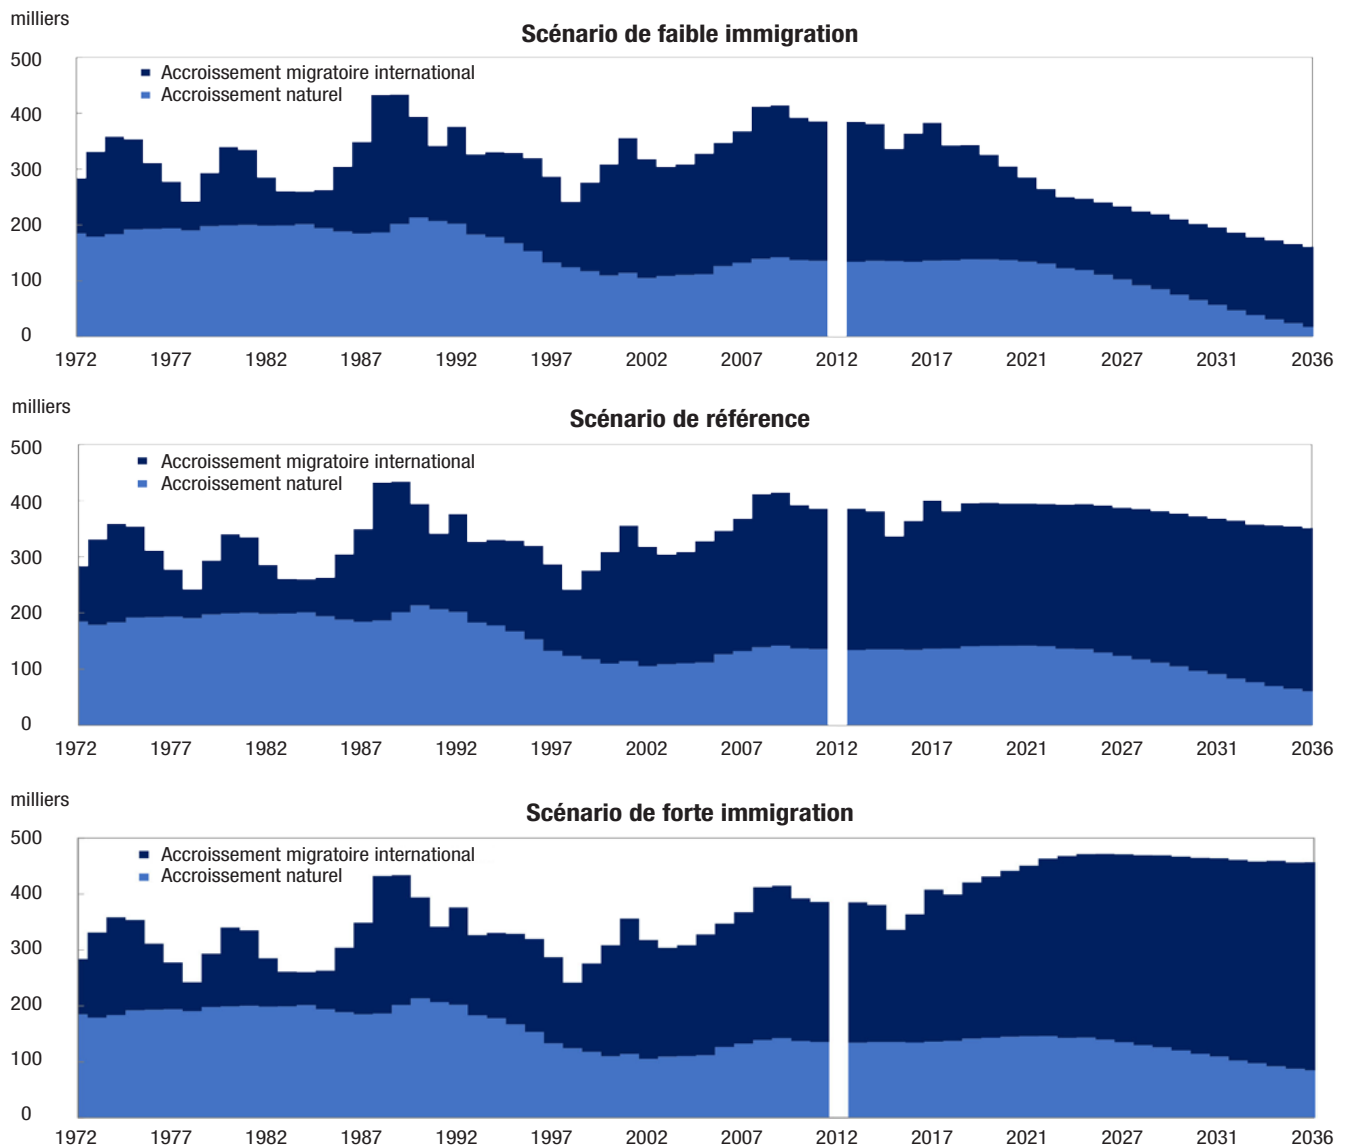 milliers
Scénario de faible immigration
500
Accroissement migratoire international
Accroissement naturel
400
300
200
100
0
1972 1977 1982 1987 1992 1997 2002 2007 2012 2017 2021 2027 2031 2036
milliers
Scénario de référence
500
Accroissement migratoire international
Accroissement naturel
400
300
200
100
0
1972 1977 1982 1987 1992 1997 2002 2007 2012 2017 2021 2027 2031 2036
milliers
Scénario de forte immigration
500
Accroissement migratoire international
Accroissement naturel
400
300
200
100
0
1972 1977 1982 1987 1992 1997 2002 2007 2012 2017 2021 2027 2031 2036